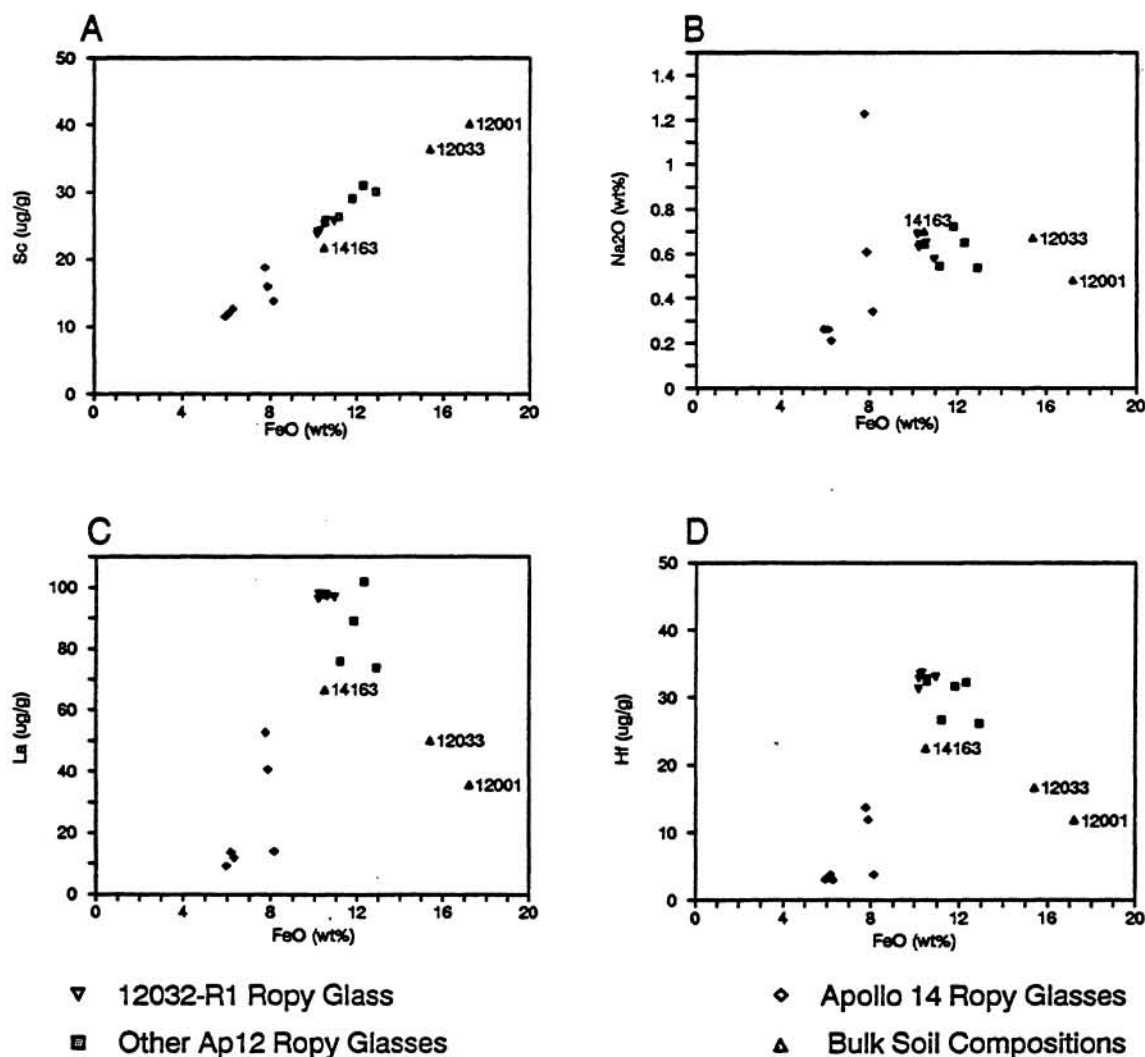 A
50
40
30
20
10
0
Sc (ug/g)
12001
12033
14163
0 4 8 12 16 20
FeO (wt%)
B
1.4
1.2
1
0.8
0.6
0.4
0.2
0
Na2O (wt%)
14163
12033
12001
0 4 8 12 16 20
FeO (wt%)
C
100
80
60
40
20
0
La (ug/g)
14163
12033
12001
0 4 8 12 16 20
FeO (wt%)
D
50
40
30
20
10
0
Hf (ug/g)
14163
12033
12001
0 4 8 12 16 20
FeO (wt%)
12032-R1 Ropy Glass
Other Ap12 Ropy Glasses
Apollo 14 Ropy Glasses
Bulk Soil Compositions